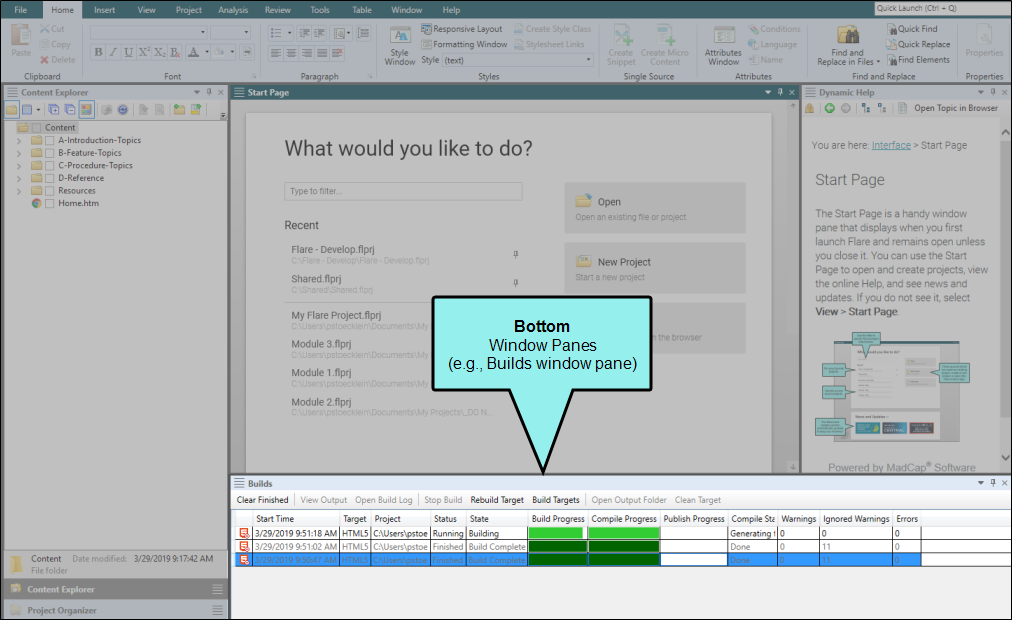 File Home Insert View Project Analysis Review Tools Table Window Help Quick Launch (Ctrl + Q)
Paste
Cut
Copy
Delete
Clipboard
B I U X² X₂ B A
Font
Paragraph
Style Window
Responsive Layout
Formatting Window
Style (text)
Create Style Class
Stylesheet Links
Styles
Create Snippet
Create Micro Content
Single Source
Attributes Window
Conditions
Language
Name
Attributes
Find and Replace in Files
Quick Find
Quick Replace
Find Elements
Find and Replace
Properties
Properties
Content Explorer
Content
A-Introduction-Topics
B-Feature-Topics
C-Procedure-Topics
D-Reference
Resources
Home.htm
Content Date modified: 3/29/2019 9:17:42 AM
File folder
Content Explorer
Project Organizer
Start Page
What would you like to do?
Type to filter...
Recent
Flare - Develop.flprj
C:\Flare - Develop\Flare - Develop.flprj
Shared.flprj
C:\Shared\Shared.flprj
My Flare Project.flprj
C:\Users\pstoecklein\Documents\My
Module 3.flprj
C:\Users\pstoecklein\Documents\My
Module 1.flprj
C:\Users\pstoecklein\Documents\My
Module 2.flprj
C:\Users\pstoecklein\Documents\My Projects\_DO N...
Open
Open an existing file or project
New Project
Start a new project
in the browser
Bottom
Window Panes
(e.g., Builds window pane)
Dynamic Help
Open Topic in Browser
You are here: Interface > Start Page
Start Page
The Start Page is a handy window
pane that displays when you first
launch Flare and remains open unless
you close it. You can use the Start
Page to open and create projects, view
the online Help, and see news and
updates. If you do not see it, select
View > Start Page.
Powered by MadCap® Software
Builds
Clear Finished View Output Open Build Log Stop Build Rebuild Target Build Targets Open Output Folder Clean Target
Start Time Target Project Status State Build Progress Compile Progress Publish Progress Compile Sta Warnings Ignored Warnings Errors
3/29/2019 9:51:18 AM HTML5 C:\Users\pstoe Running Building Generating t 0 0 0
3/29/2019 9:51:02 AM HTML5 C:\Users\pstoe Finished Build Complete Done 0 11 0
3/29/2019 9:50:47 AM HTML5 C:\Users\pstoe Finished Build Complete Done 0 11 0